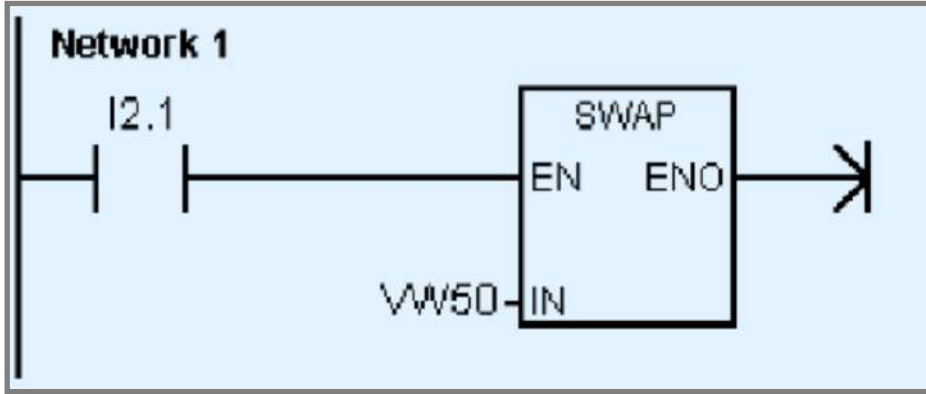 Network 1
I2.1
SWAP
EN ENO
VW50 IN